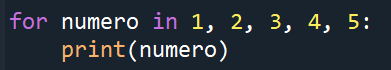 for numero in 1, 2, 3, 4, 5:
    print(numero)